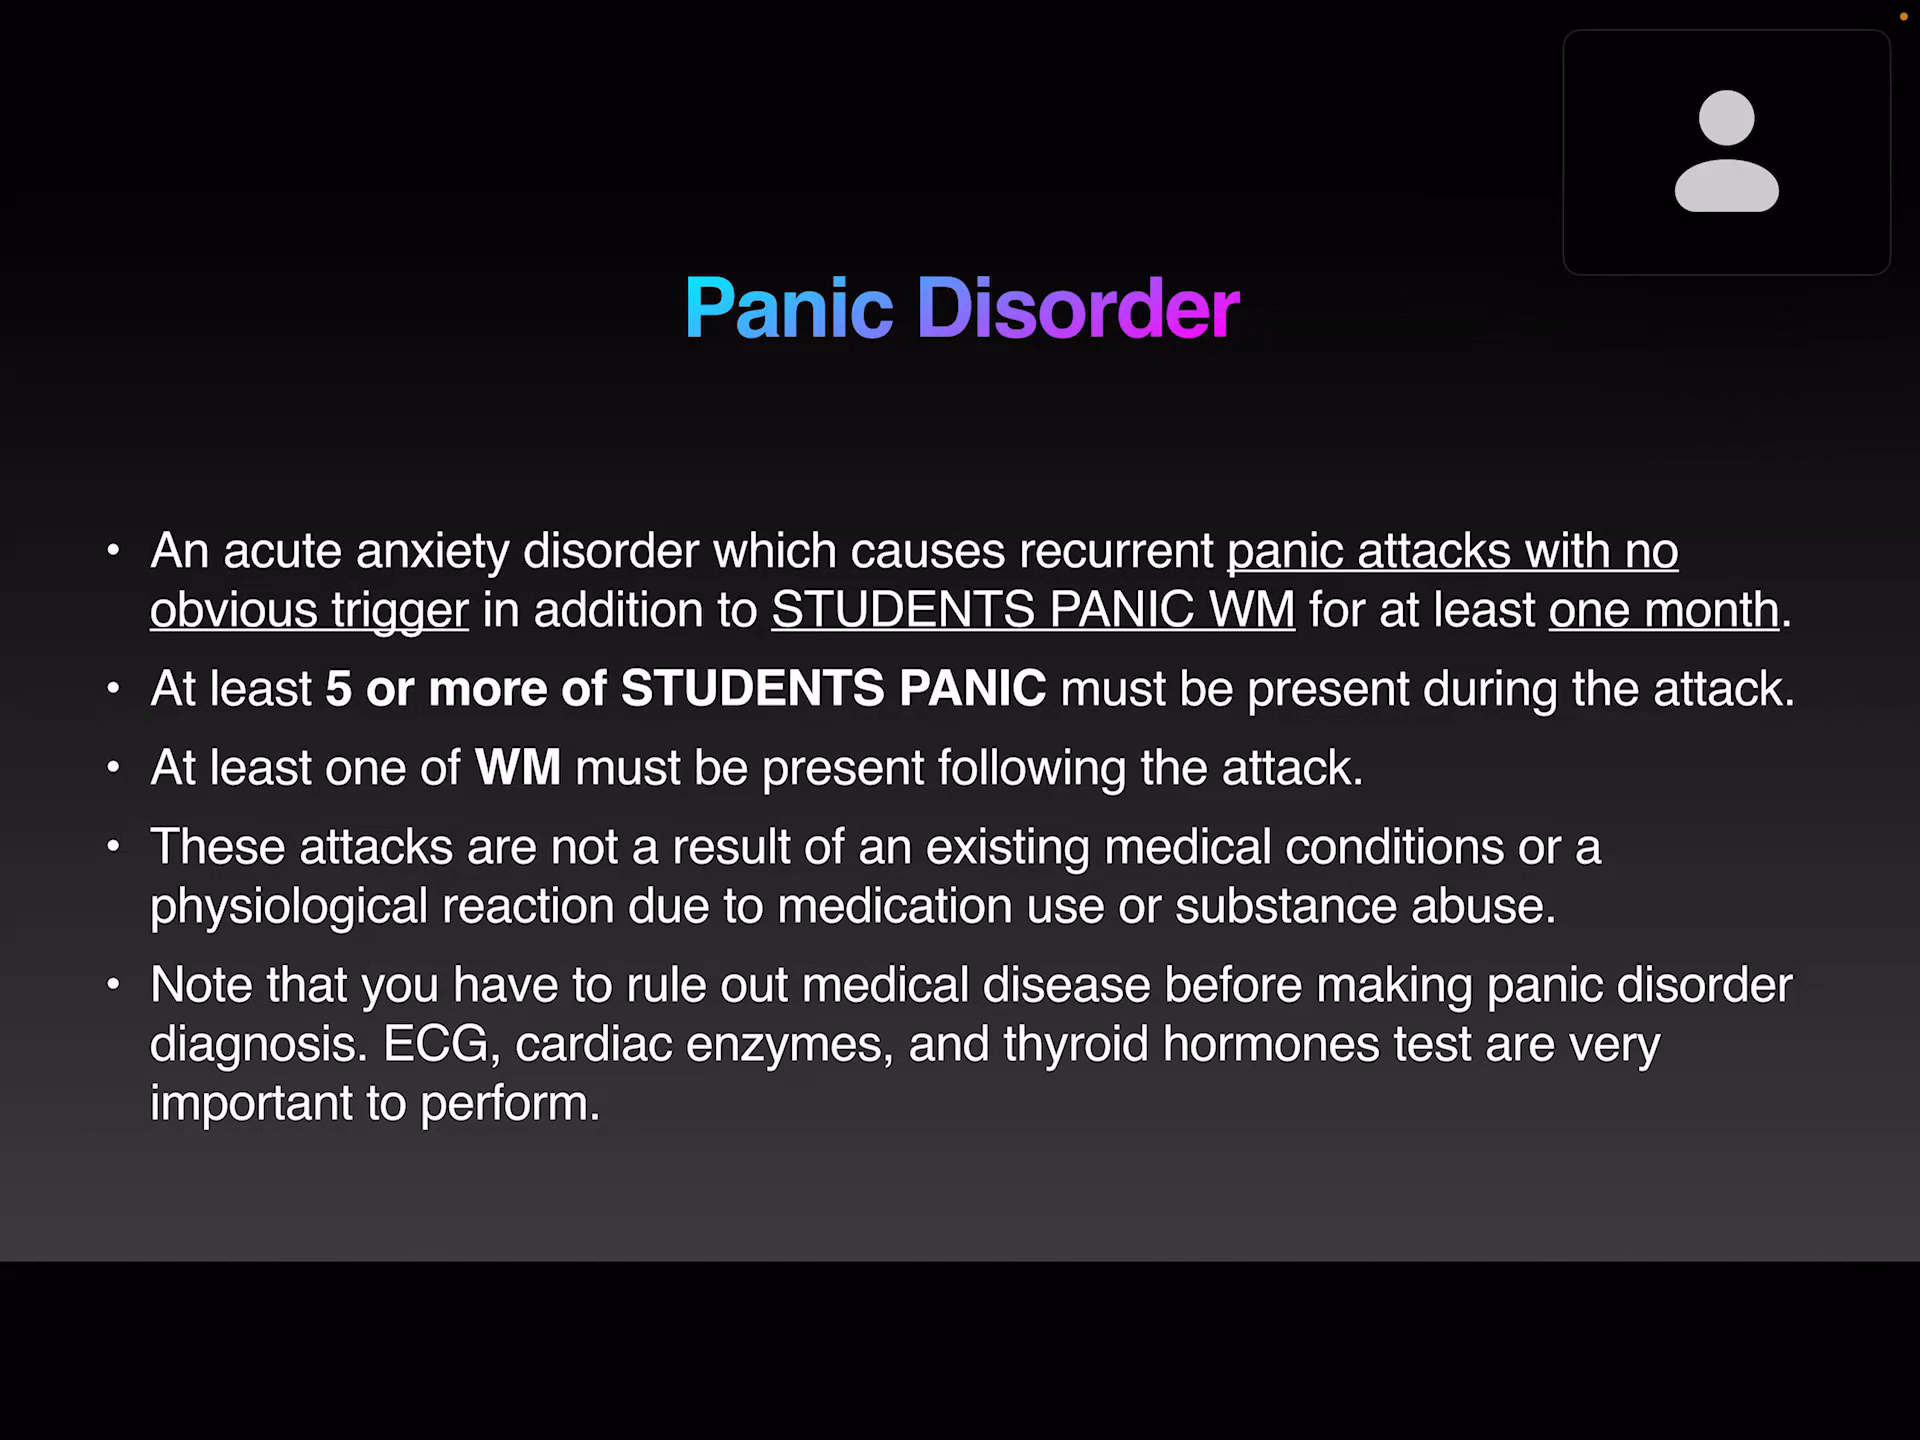 Panic Disorder
• An acute anxiety disorder which causes recurrent panic attacks with no
obvious trigger in addition to STUDENTS PANIC WM for at least one month.
• At least 5 or more of STUDENTS PANIC must be present during the attack.
• At least one of WM must be present following the attack.
• These attacks are not a result of an existing medical conditions or a
physiological reaction due to medication use or substance abuse.
• Note that you have to rule out medical disease before making panic disorder
diagnosis. ECG, cardiac enzymes, and thyroid hormones test are very
important to perform.